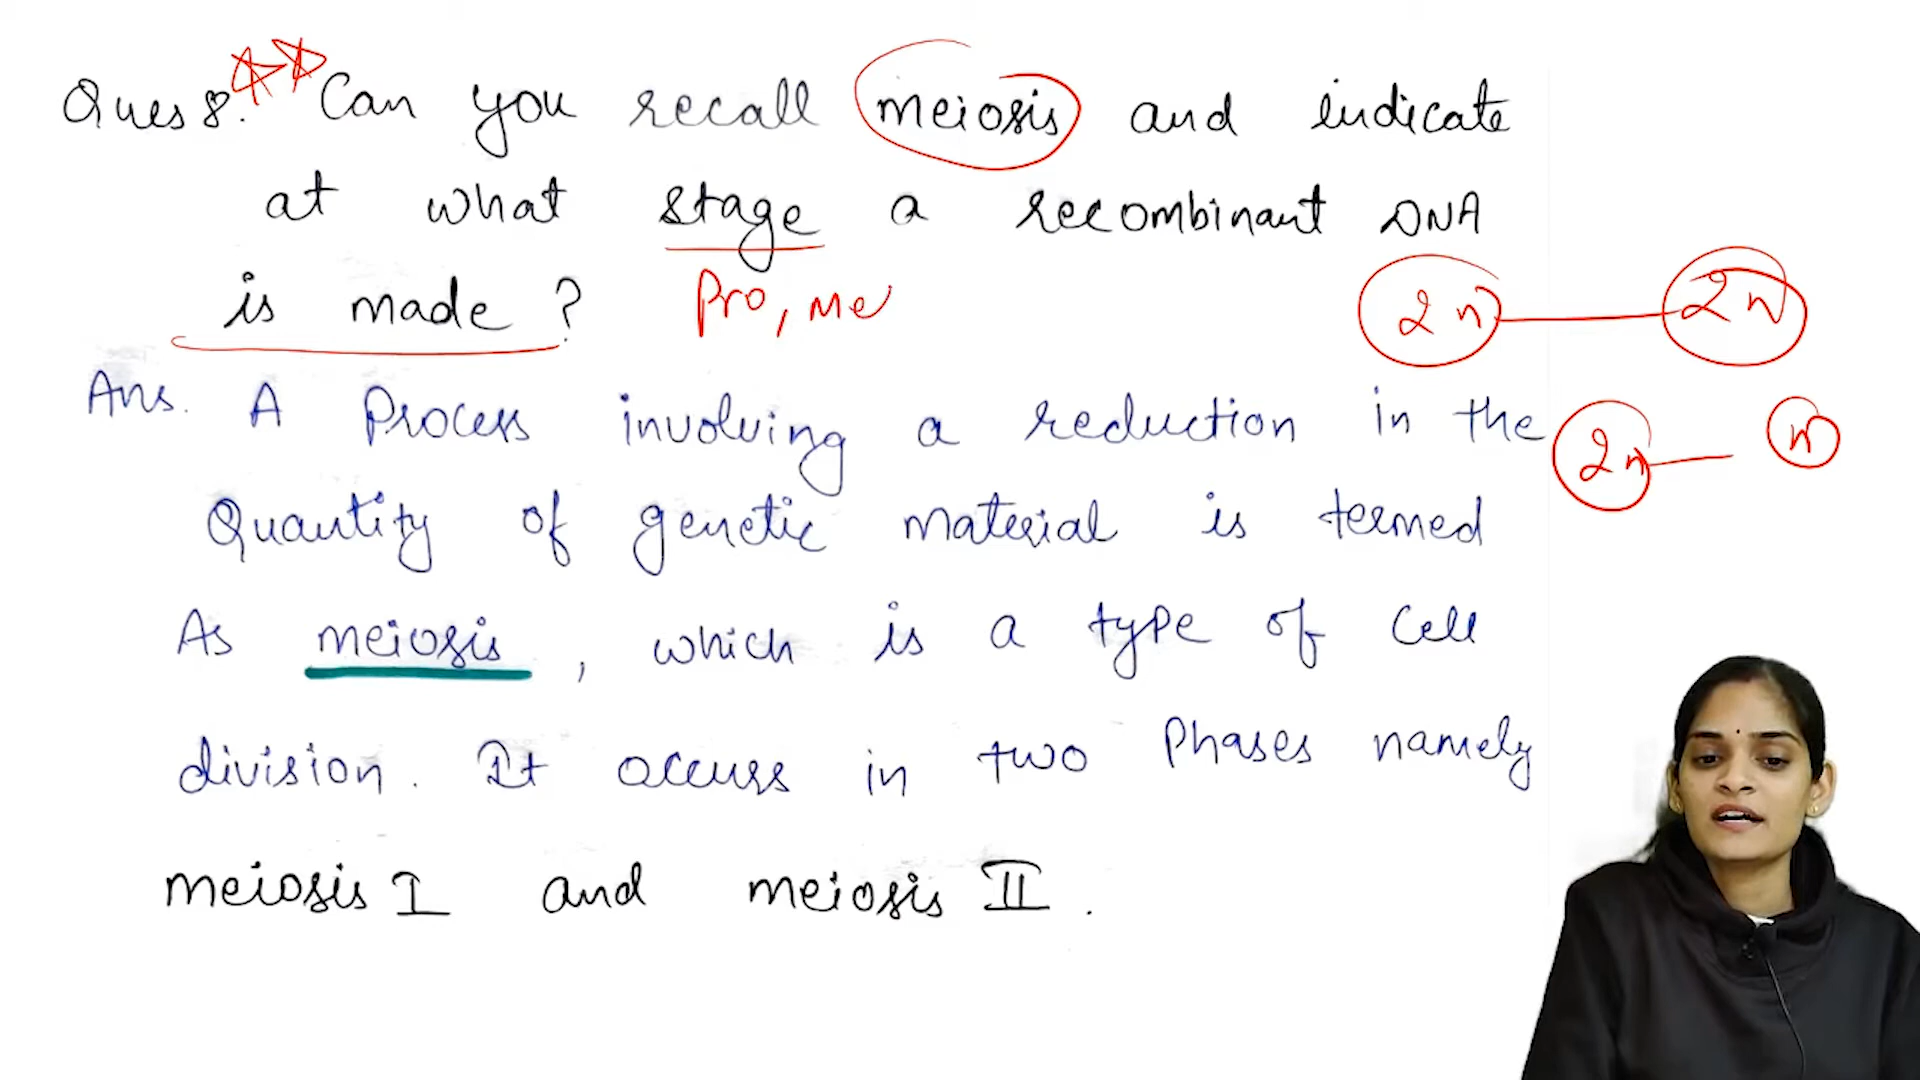 Ques 8. Can you recall meiosis and indicate
at what stage a recombinant DNA
is made ?
Pro, Me
2n 2n
Ans. A Process involving a reduction in the
2n n
Quantity of genetic material is termed
As meiosis , which is a type of Cell
division. It occurs in two Phases namely
meiosis I and meiosis II .